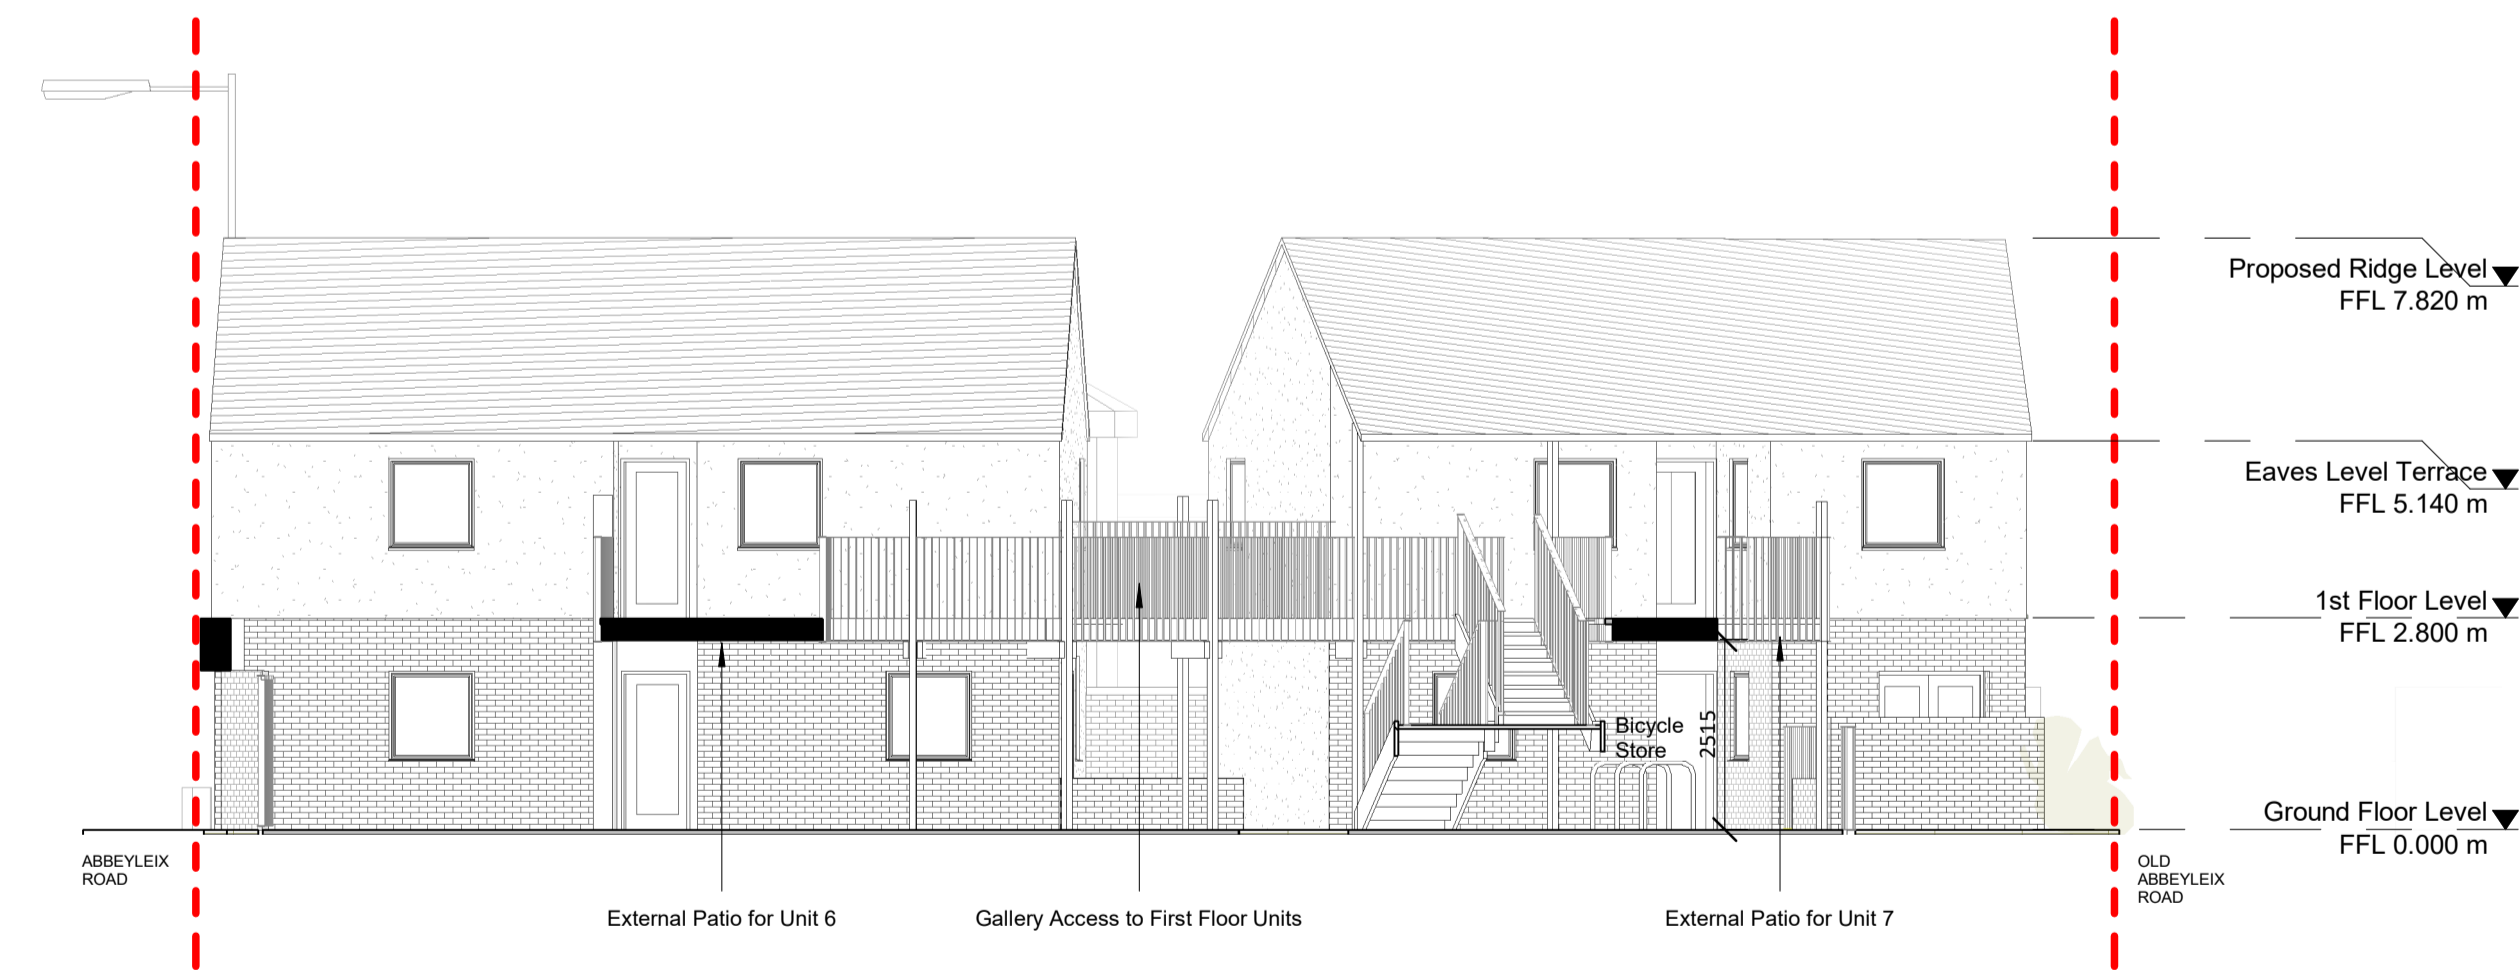 Proposed Ridge Level
FFL 7.820 m
Eaves Level Terrace
FFL 5.140 m
1st Floor Level
FFL 2.800 m
Bicycle
Store
2515
Ground Floor Level
FFL 0.000 m
ABBEYLEIX
ROAD
OLD
ABBEYLEIX
ROAD
External Patio for Unit 6
Gallery Access to First Floor Units
External Patio for Unit 7